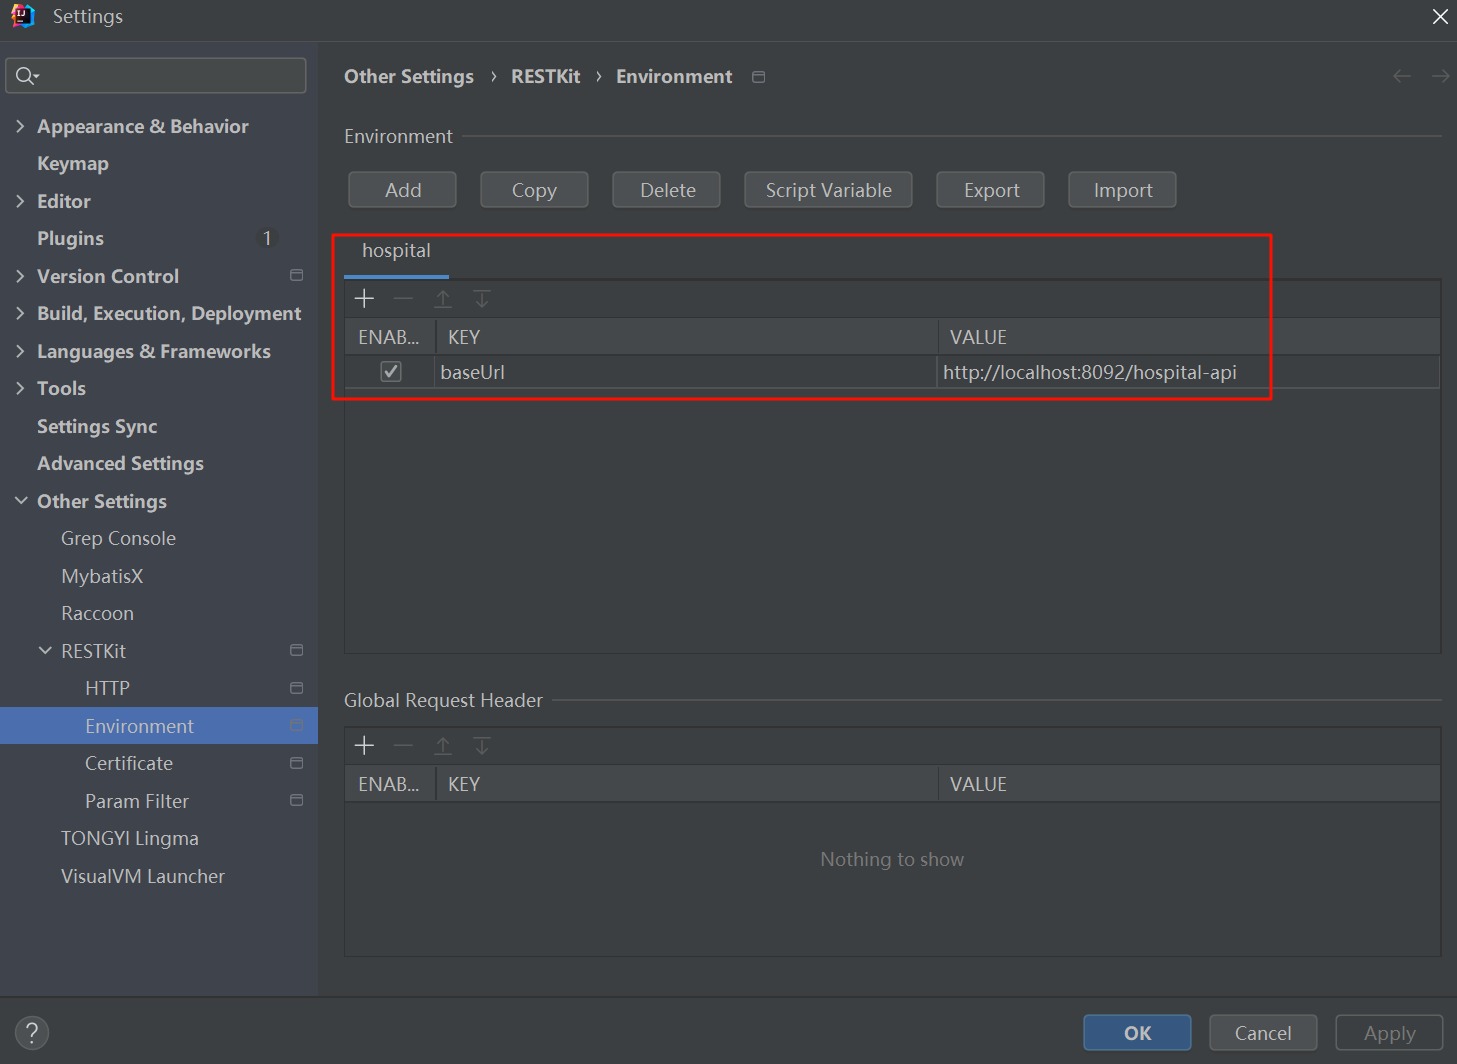 Settings
Other Settings › RESTKit › Environment
Appearance & Behavior
Keymap
Editor
Plugins 1
Version Control
Build, Execution, Deployment
Languages & Frameworks
Tools
Settings Sync
Advanced Settings
Other Settings
Grep Console
MybatisX
Raccoon
RESTKit
HTTP
Environment
Certificate
Param Filter
TONGYI Lingma
VisualVM Launcher
Environment
Add Copy Delete Script Variable Export Import
hospital
ENAB... KEY VALUE
baseUrl http://localhost:8092/hospital-api
Global Request Header
ENAB... KEY VALUE
Nothing to show
? OK Cancel Apply